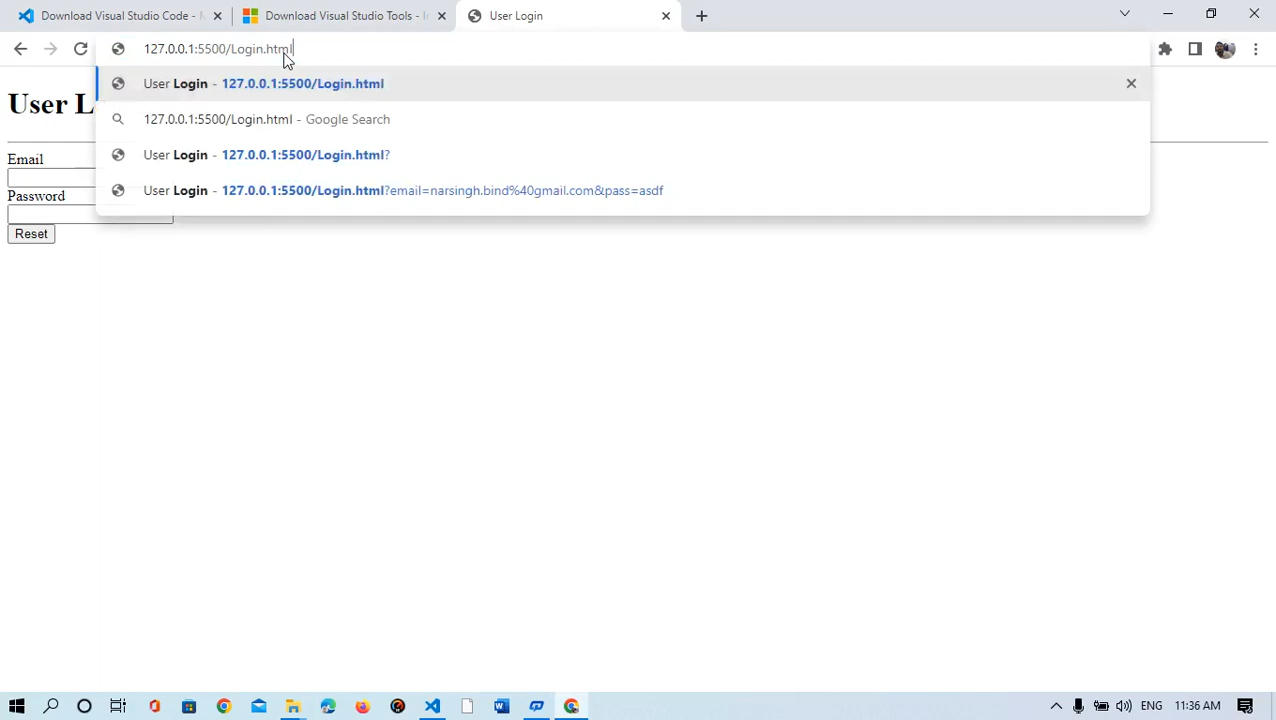 Download Visual Studio Code -
Download Visual Studio Tools - I
User Login
127.0.0.1:5500/Login.html
User Login - 127.0.0.1:5500/Login.html
127.0.0.1:5500/Login.html - Google Search
User Login - 127.0.0.1:5500/Login.html?
User Login - 127.0.0.1:5500/Login.html?email=narsingh.bind%40gmail.com&pass=asdf
User L
Email
Password
Reset
ENG
11:36 AM